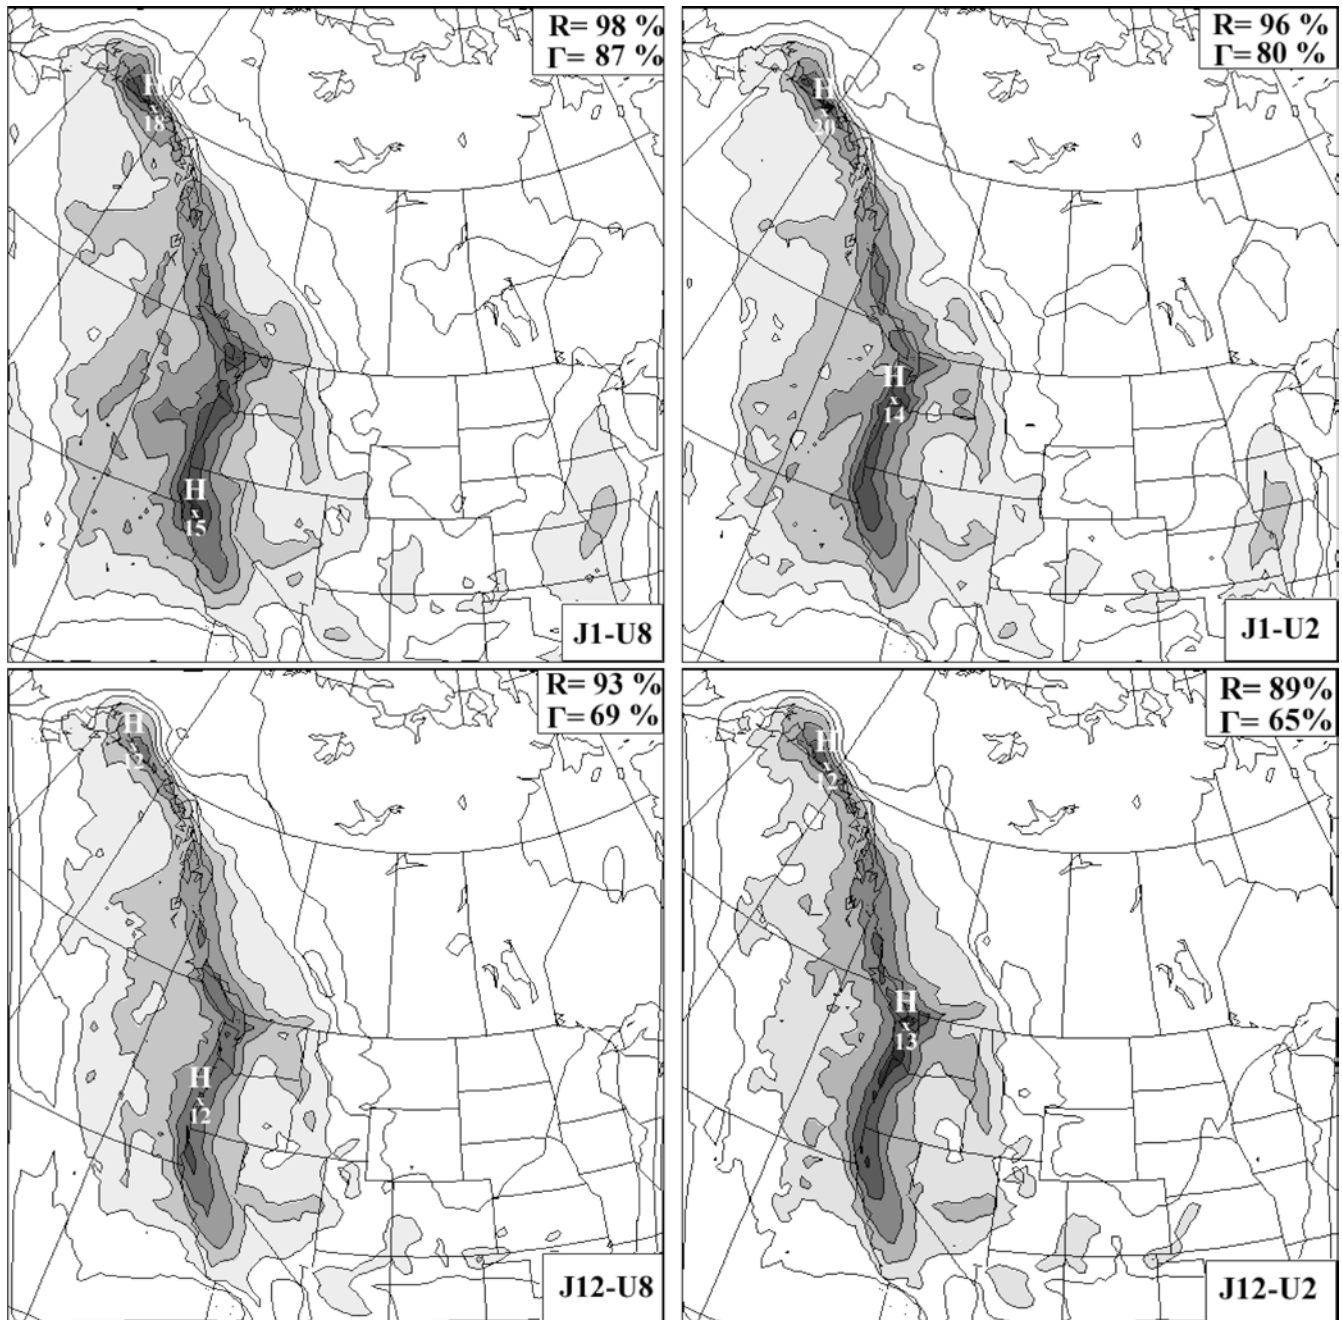 R= 98 %
Γ= 87 %
H
x
18
H
x
15
J1-U8
R= 96 %
Γ= 80 %
H
x
20
H
x
14
J1-U2
R= 93 %
Γ= 69 %
H
x
12
H
x
12
J12-U8
R= 89%
Γ= 65%
H
x
12
H
x
13
J12-U2